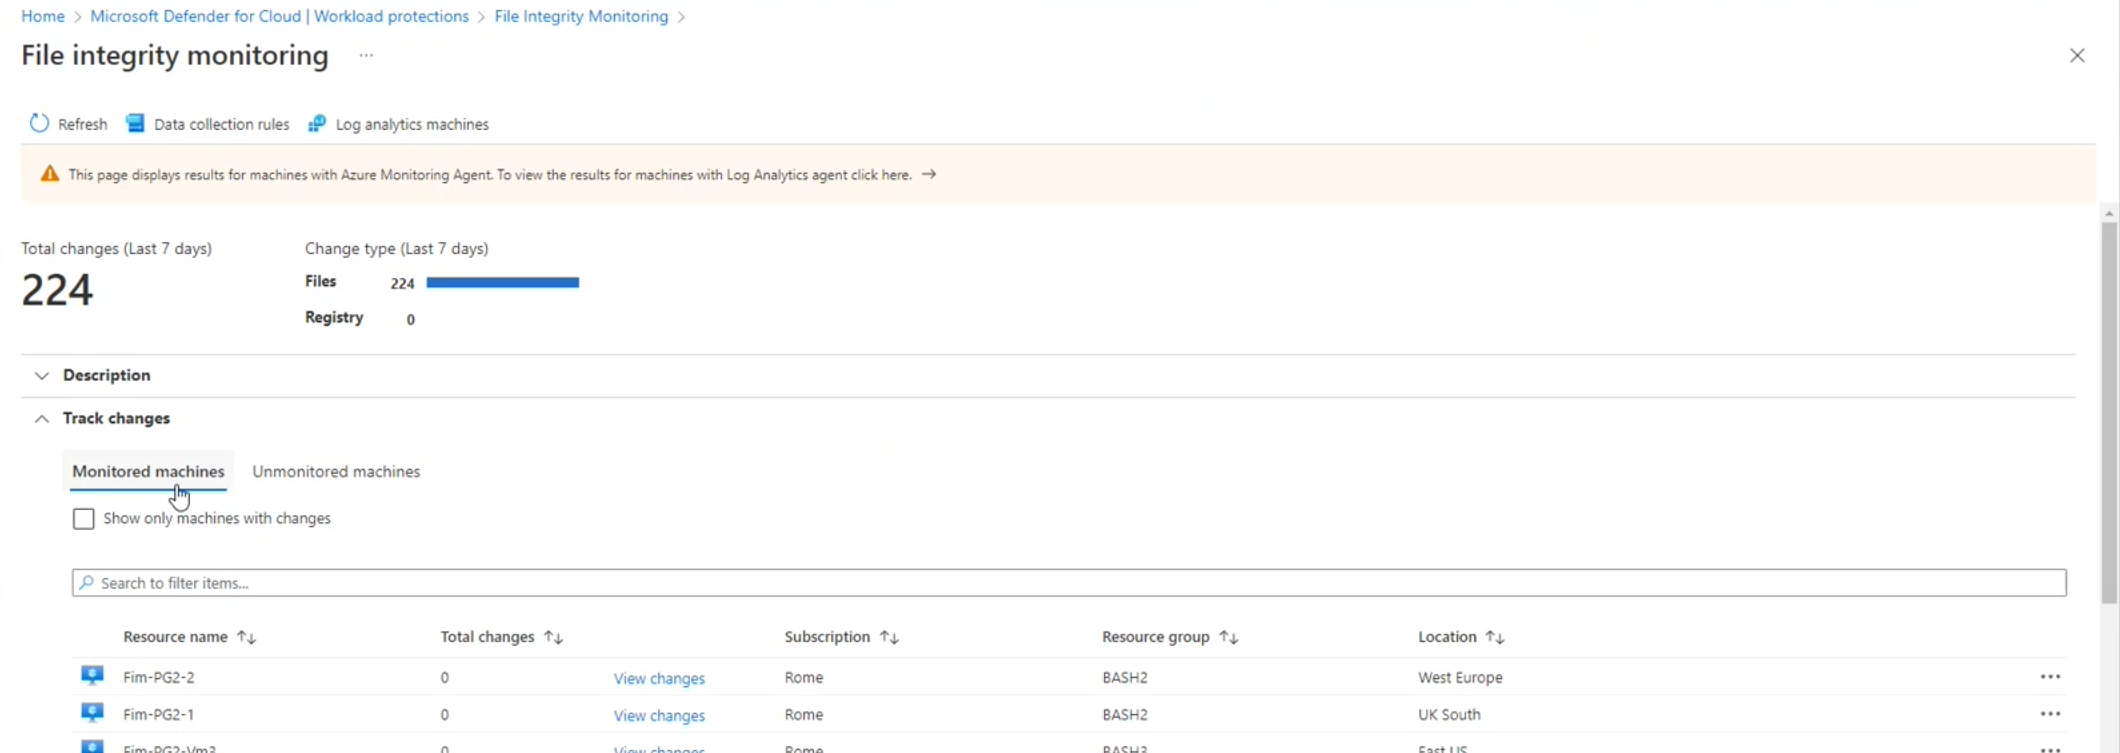 Home > Microsoft Defender for Cloud | Workload protections > File Integrity Monitoring >
File integrity monitoring ...
Refresh Data collection rules Log analytics machines
This page displays results for machines with Azure Monitoring Agent. To view the results for machines with Log Analytics agent click here. →
Total changes (Last 7 days) Change type (Last 7 days)
224
Files 224
Registry 0
Description
Track changes
Monitored machines Unmonitored machines
Show only machines with changes
Search to filter items...
Resource name ↑↓ Total changes ↑↓ Subscription ↑↓ Resource group ↑↓ Location ↑↓
Fim-PG2-2 0 View changes Rome BASH2 West Europe ...
Fim-PG2-1 0 View changes Rome BASH2 UK South ...
Fim-PG2-Vm3 0 View changes Rome East US ...